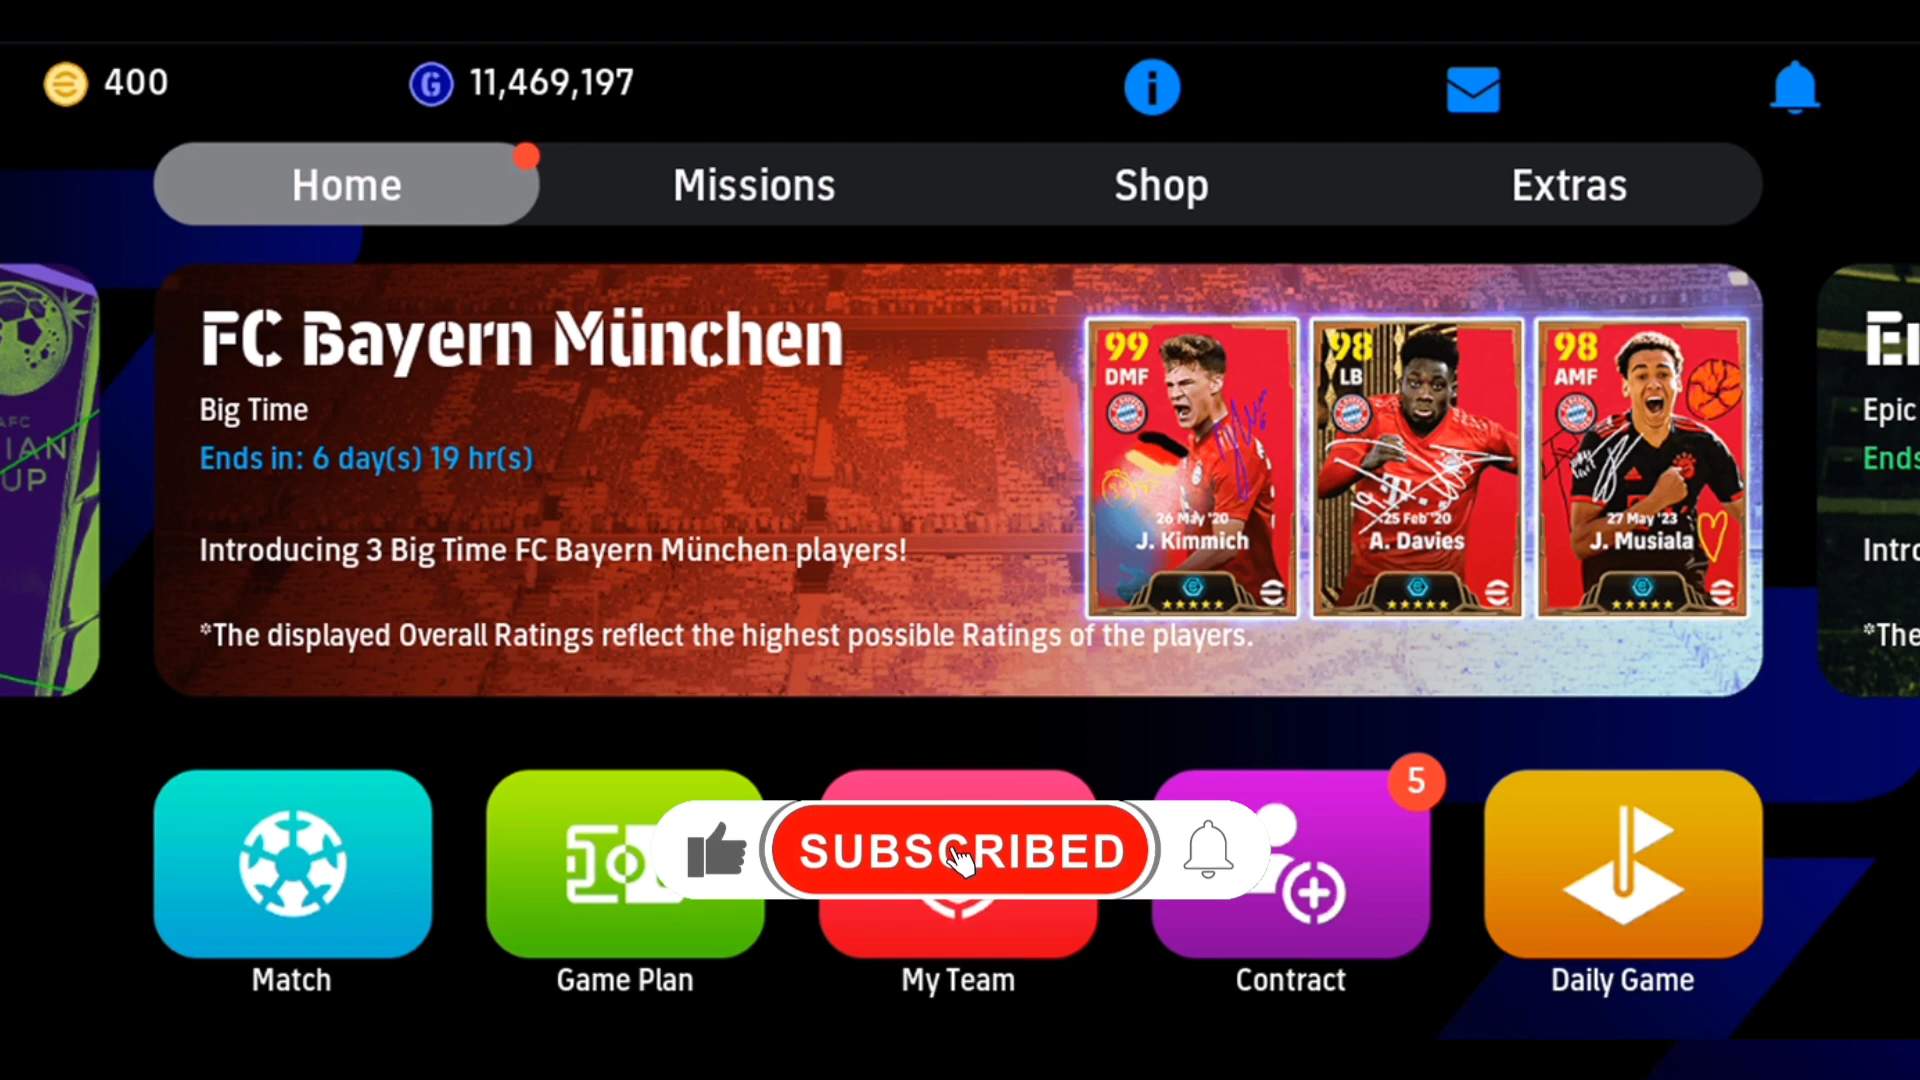 400
11,469,197
Home
Missions
Shop
Extras
FC Bayern München
Big Time
Ends in: 6 day(s) 19 hr(s)
Introducing 3 Big Time FC Bayern München players!
*The displayed Overall Ratings reflect the highest possible Ratings of the players.
99
DMF
26 May '20
J. Kimmich
98
LB
25 Feb '20
A. Davies
98
AMF
27 May '23
J. Musiala
AFC
IAN
UP
Epic
Ends
Intro
*The
5
SUBSCRIBED
Match
Game Plan
My Team
Contract
Daily Game